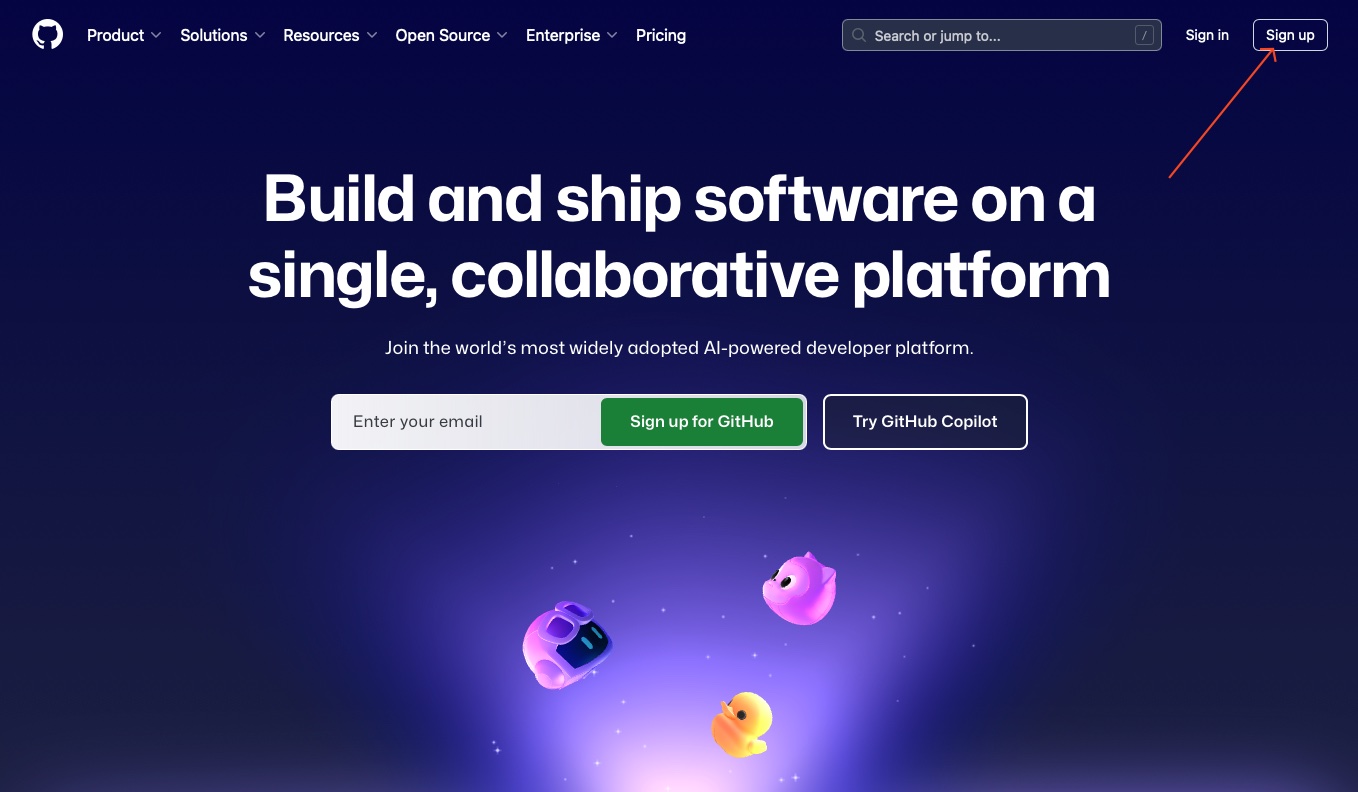 Product Solutions Resources Open Source Enterprise Pricing Search or jump to... / Sign in Sign up
Build and ship software on a
single, collaborative platform
Join the world’s most widely adopted AI-powered developer platform.
Enter your email Sign up for GitHub Try GitHub Copilot